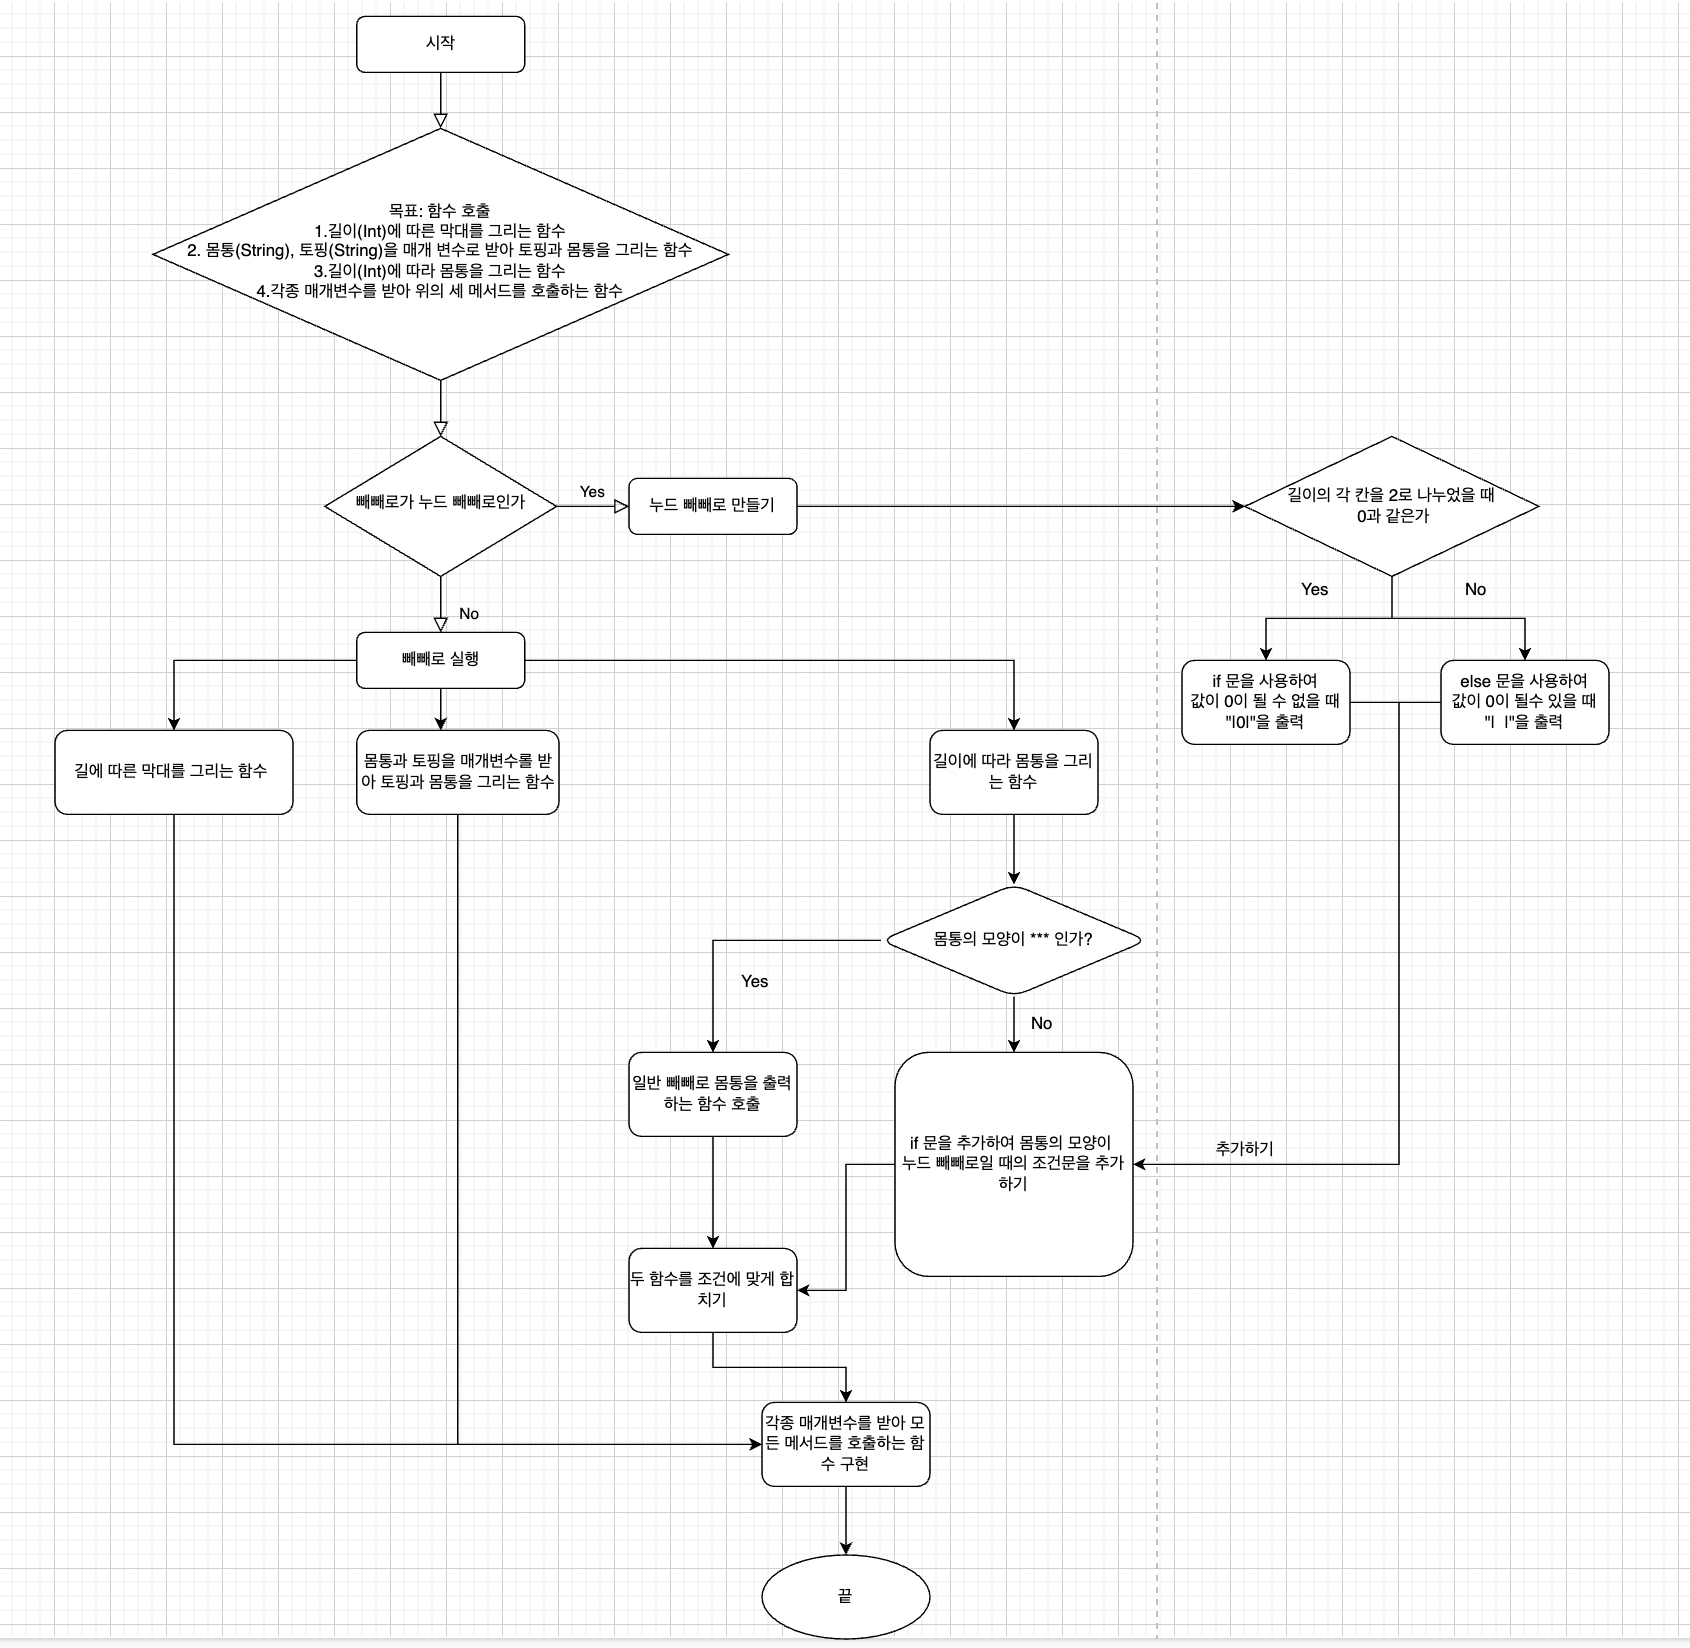 시작
목표: 함수 호출
1.길이(Int)에 따른 막대를 그리는 함수
2. 몸통(String), 토핑(String)을 매개 변수로 받아 토핑과 몸통을 그리는 함수
3.길이(Int)에 따라 몸통을 그리는 함수
4.각종 매개변수를 받아 위의 세 메서드를 호출하는 함수
빼빼로가 누드 빼빼로인가
Yes
누드 빼빼로 만들기
길이의 각 칸을 2로 나누었을 때
0과 같은가
No
Yes
No
빼빼로 실행
if 문을 사용하여
값이 0이 될 수 없을 때
"|0|"을 출력
else 문을 사용하여
값이 0이 될수 있을 때
"|  |"을 출력
길에 따른 막대를 그리는 함수
몸통과 토핑을 매개변수롤 받
아 토핑과 몸통을 그리는 함수
길이에 따라 몸통을 그리
는 함수
몸통의 모양이 *** 인가?
Yes
No
일반 빼빼로 몸통을 출력
하는 함수 호출
if 문을 추가하여 몸통의 모양이
누드 빼빼로일 때의 조건문을 추가
하기
추가하기
두 함수를 조건에 맞게 합
치기
각종 매개변수를 받아 모
든 메서드를 호출하는 함
수 구현
끝